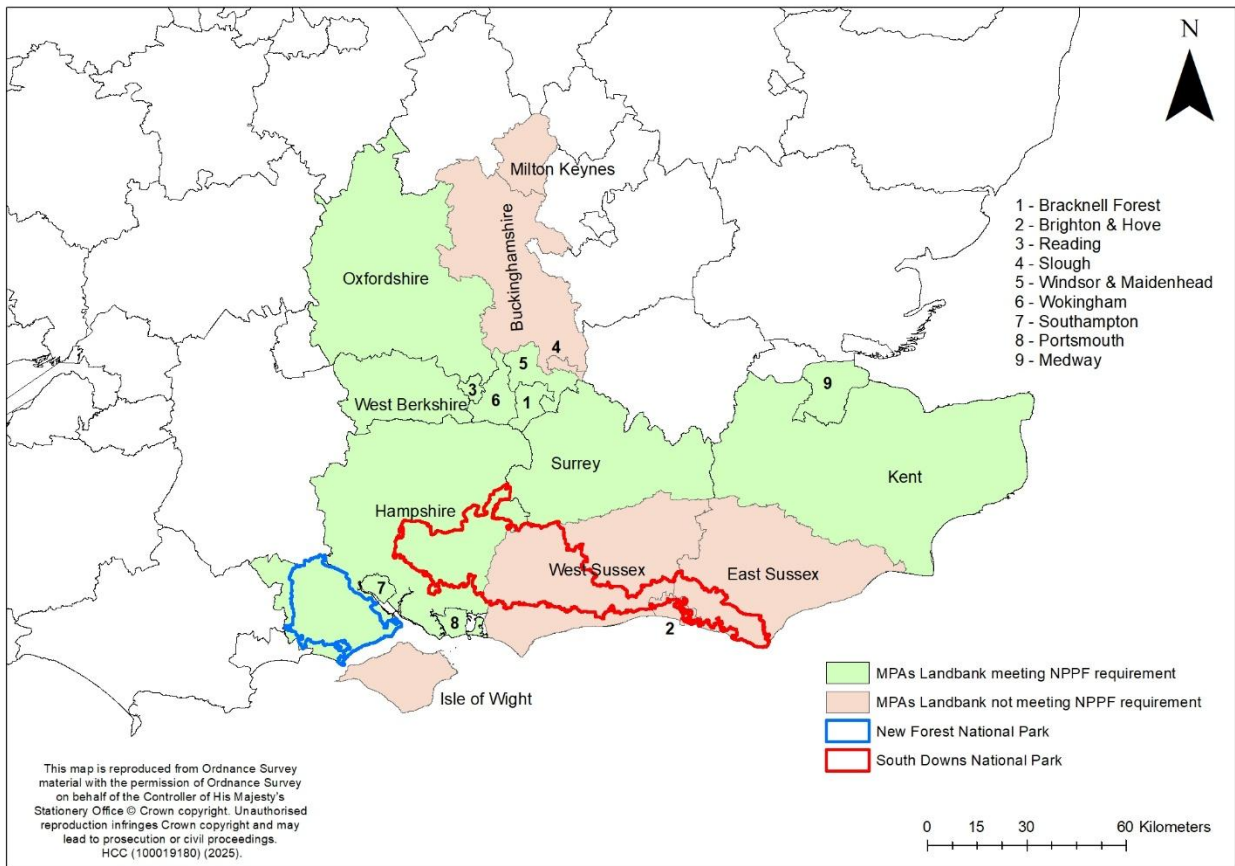 N
Milton Keynes
1 - Bracknell Forest
2 - Brighton & Hove
3 - Reading
4 - Slough
5 - Windsor & Maidenhead
6 - Wokingham
7 - Southampton
8 - Portsmouth
9 - Medway
Oxfordshire
Buckinghamshire
4
5
3
6
1
West Berkshire
9
Surrey
Kent
Hampshire
West Sussex
East Sussex
7
8
2
Isle of Wight
MPAs Landbank meeting NPPF requirement
MPAs Landbank not meeting NPPF requirement
New Forest National Park
South Downs National Park
This map is reproduced from Ordnance Survey
material with the permission of Ordnance Survey
on behalf of the Controller of His Majesty's
Stationery Office © Crown copyright. Unauthorised
reproduction infringes Crown copyright and may
lead to prosecution or civil proceedings.
HCC (100019180) (2025).
0 15 30 60 Kilometers